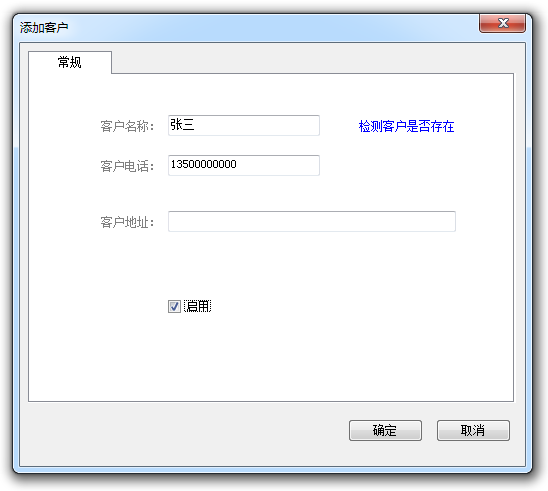 添加客户
常规
客户名称: 张三 检测客户是否存在
客户电话: 13500000000
客户地址:
启用
确定 取消